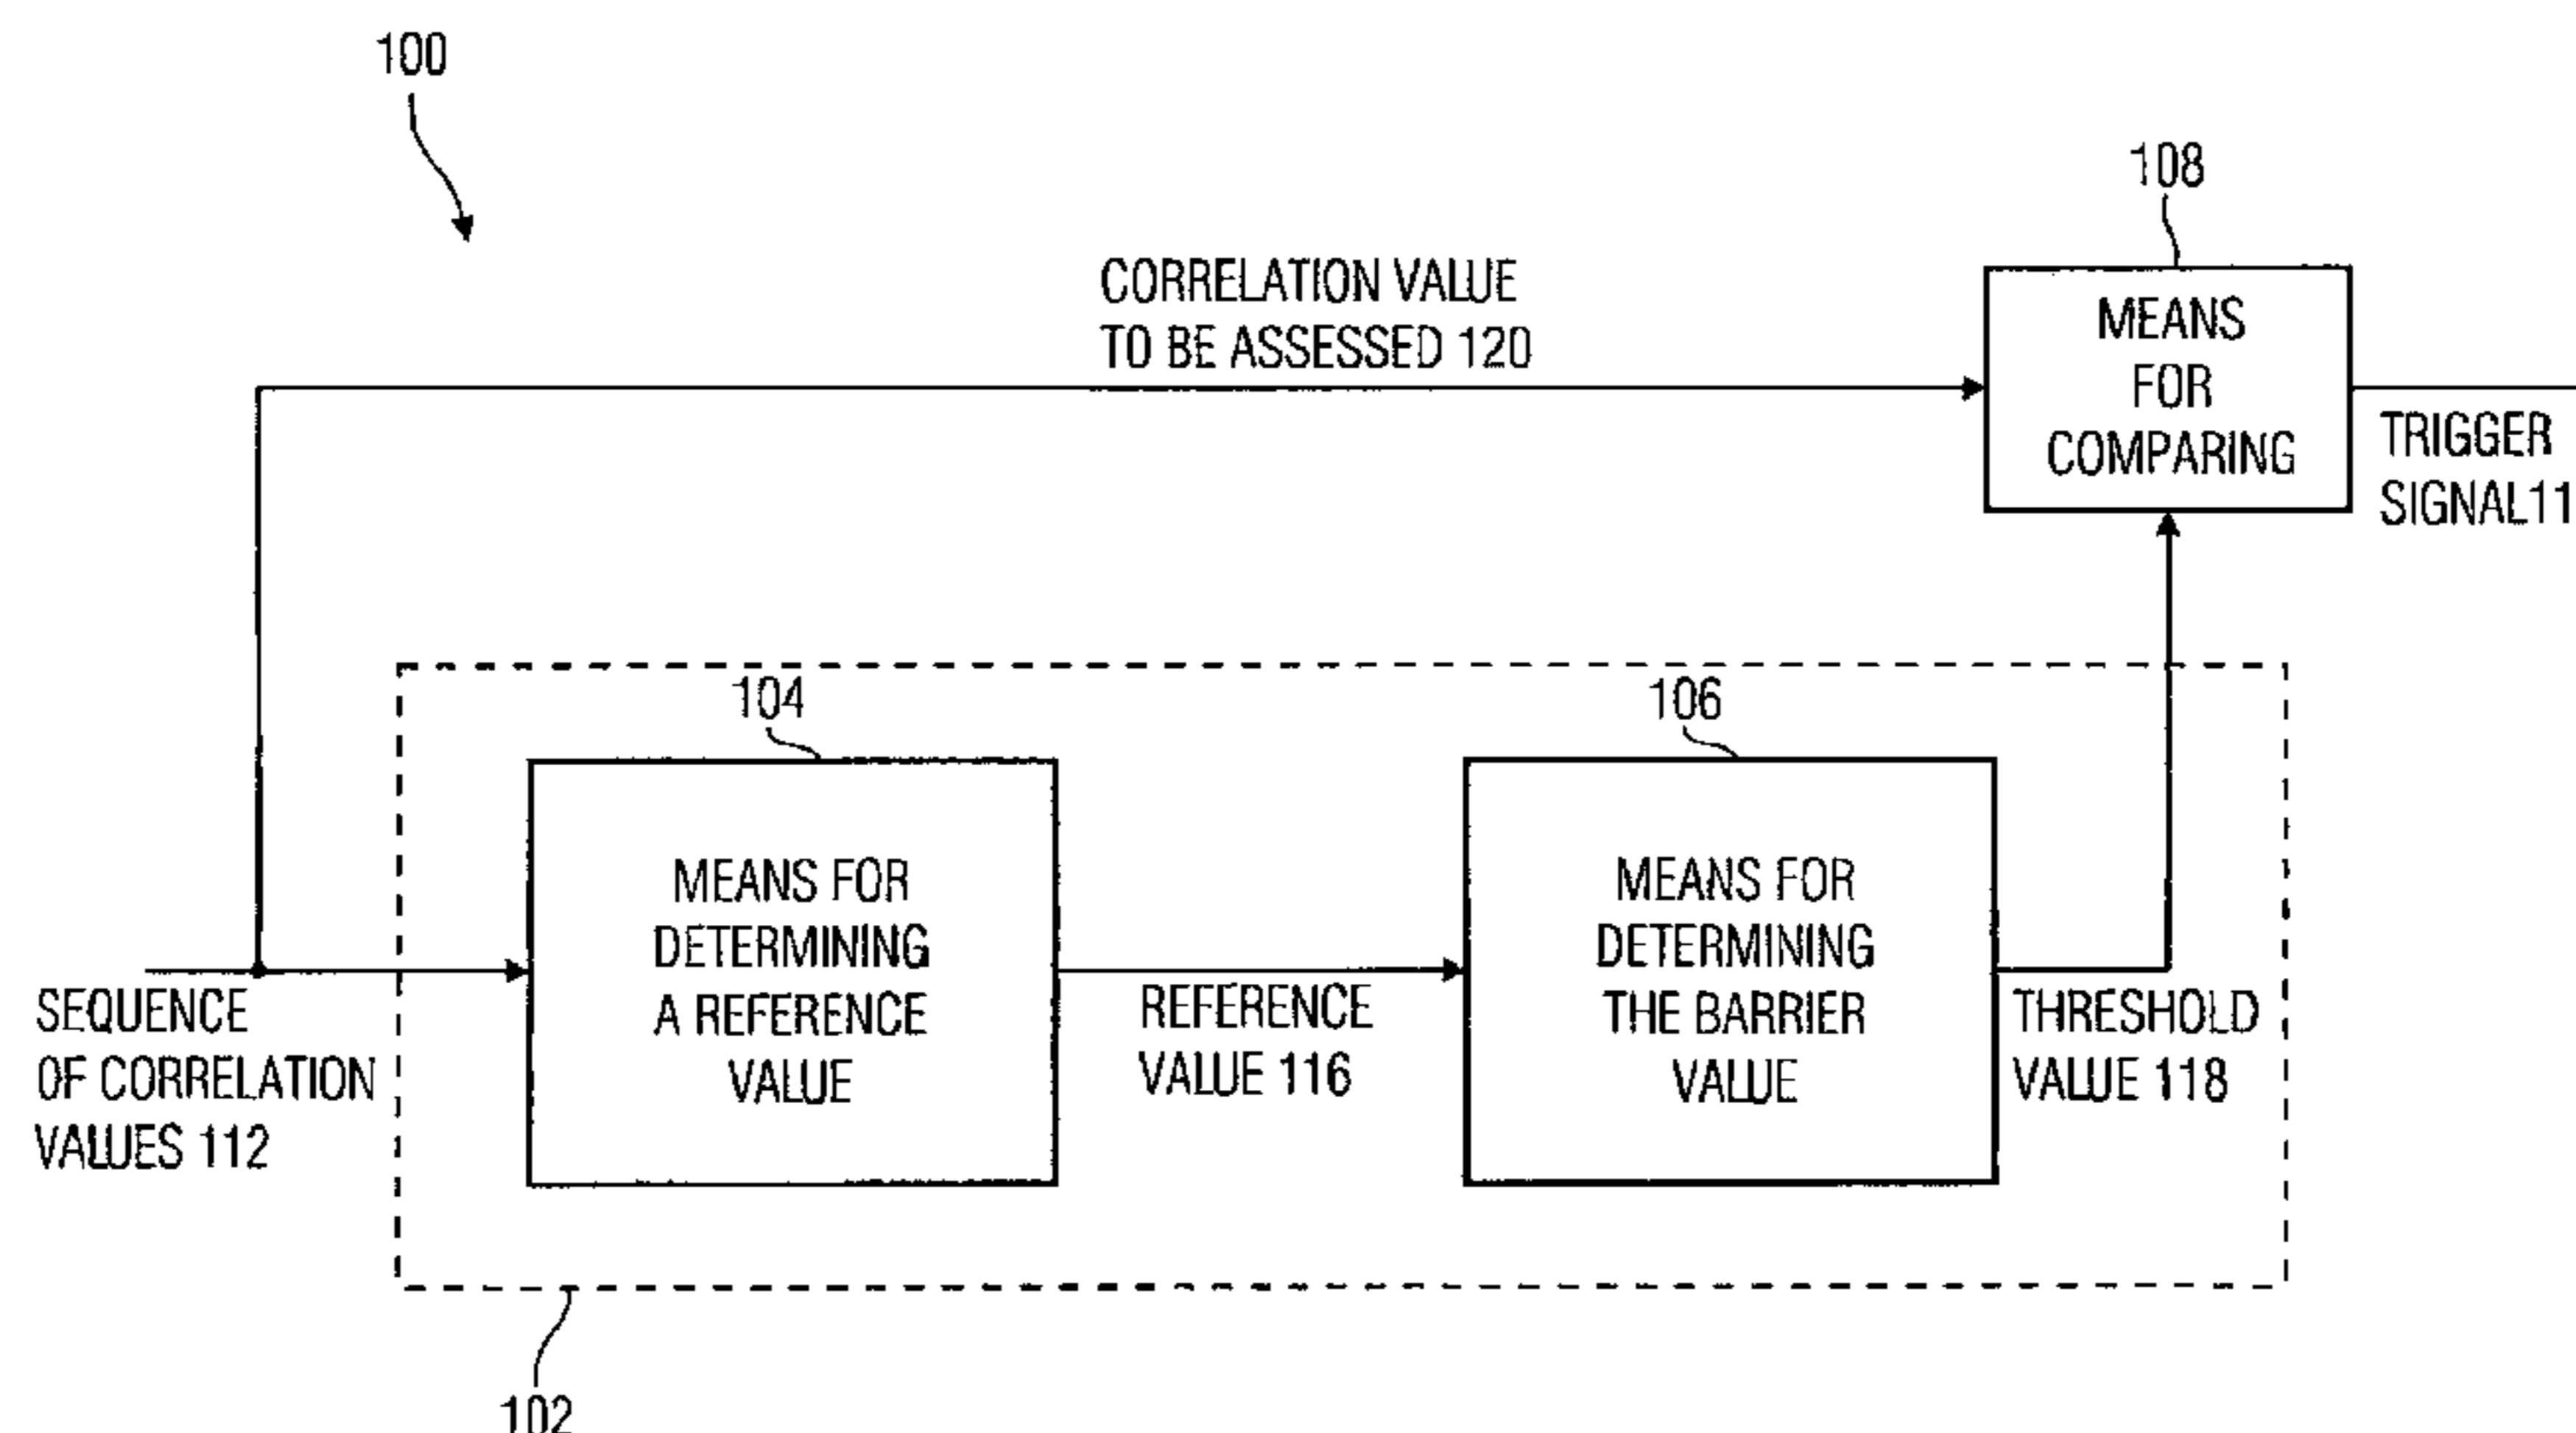 100
108
CORRELATION VALUE
TO BE ASSESSED 120
MEANS
FOR
COMPARING
TRIGGER
SIGNAL11
104
106
MEANS FOR
DETERMINING
A REFERENCE
VALUE
MEANS FOR
DETERMINING
THE BARRIER
VALUE
SEQUENCE
OF CORRELATION
VALUES 112
REFERENCE
VALUE 116
THRESHOLD
VALUE 118
102